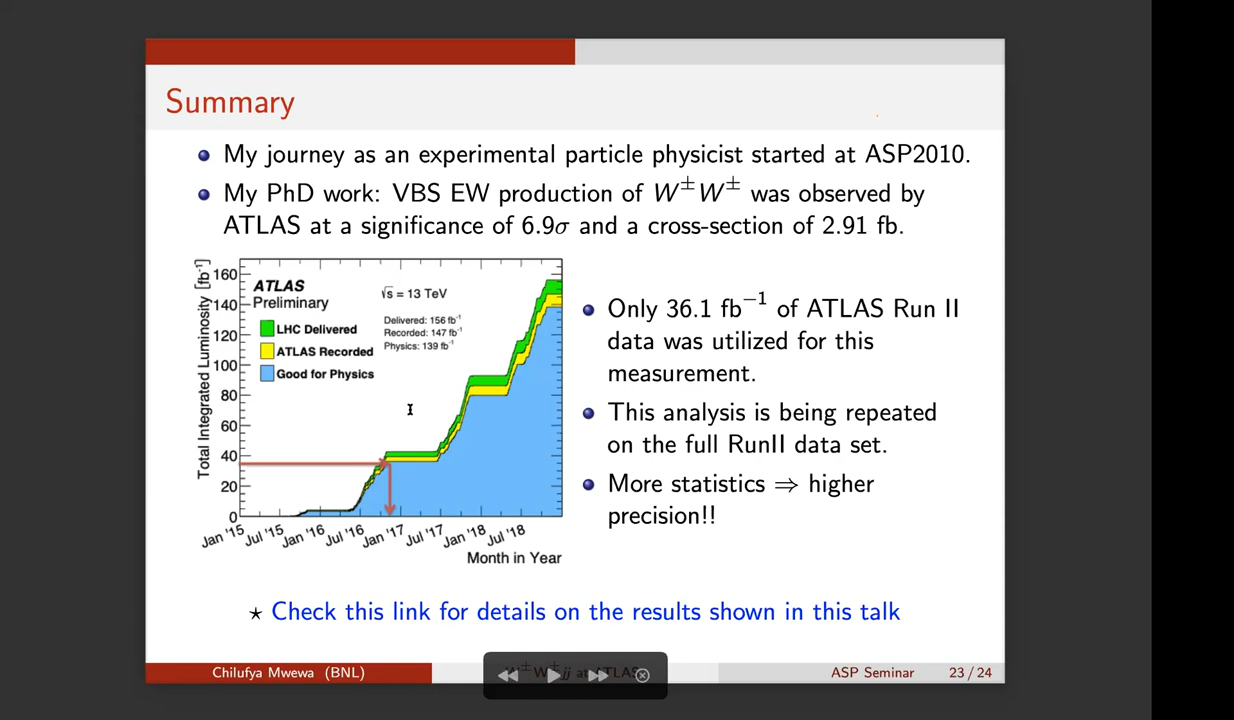 Summary
My journey as an experimental particle physicist started at ASP2010.
My PhD work: VBS EW production of W±W± was observed by
ATLAS at a significance of 6.9σ and a cross-section of 2.91 fb.
Total Integrated Luminosity [fb⁻¹]
160
140
120
100
80
60
40
20
0
ATLAS
Preliminary
√s = 13 TeV
Delivered: 156 fb⁻¹
Recorded: 147 fb⁻¹
Physics: 139 fb⁻¹
LHC Delivered
ATLAS Recorded
Good for Physics
Jan '15 Jul '15 Jan '16 Jul '16 Jan '17 Jul '17 Jan '18 Jul '18
Month in Year
Only 36.1 fb⁻¹ of ATLAS Run II
data was utilized for this
measurement.
This analysis is being repeated
on the full RunII data set.
More statistics ⇒ higher
precision!!
⋆ Check this link for details on the results shown in this talk
Chilufya Mwewa (BNL)
W±W±jj at ATLAS
ASP Seminar
23 / 24